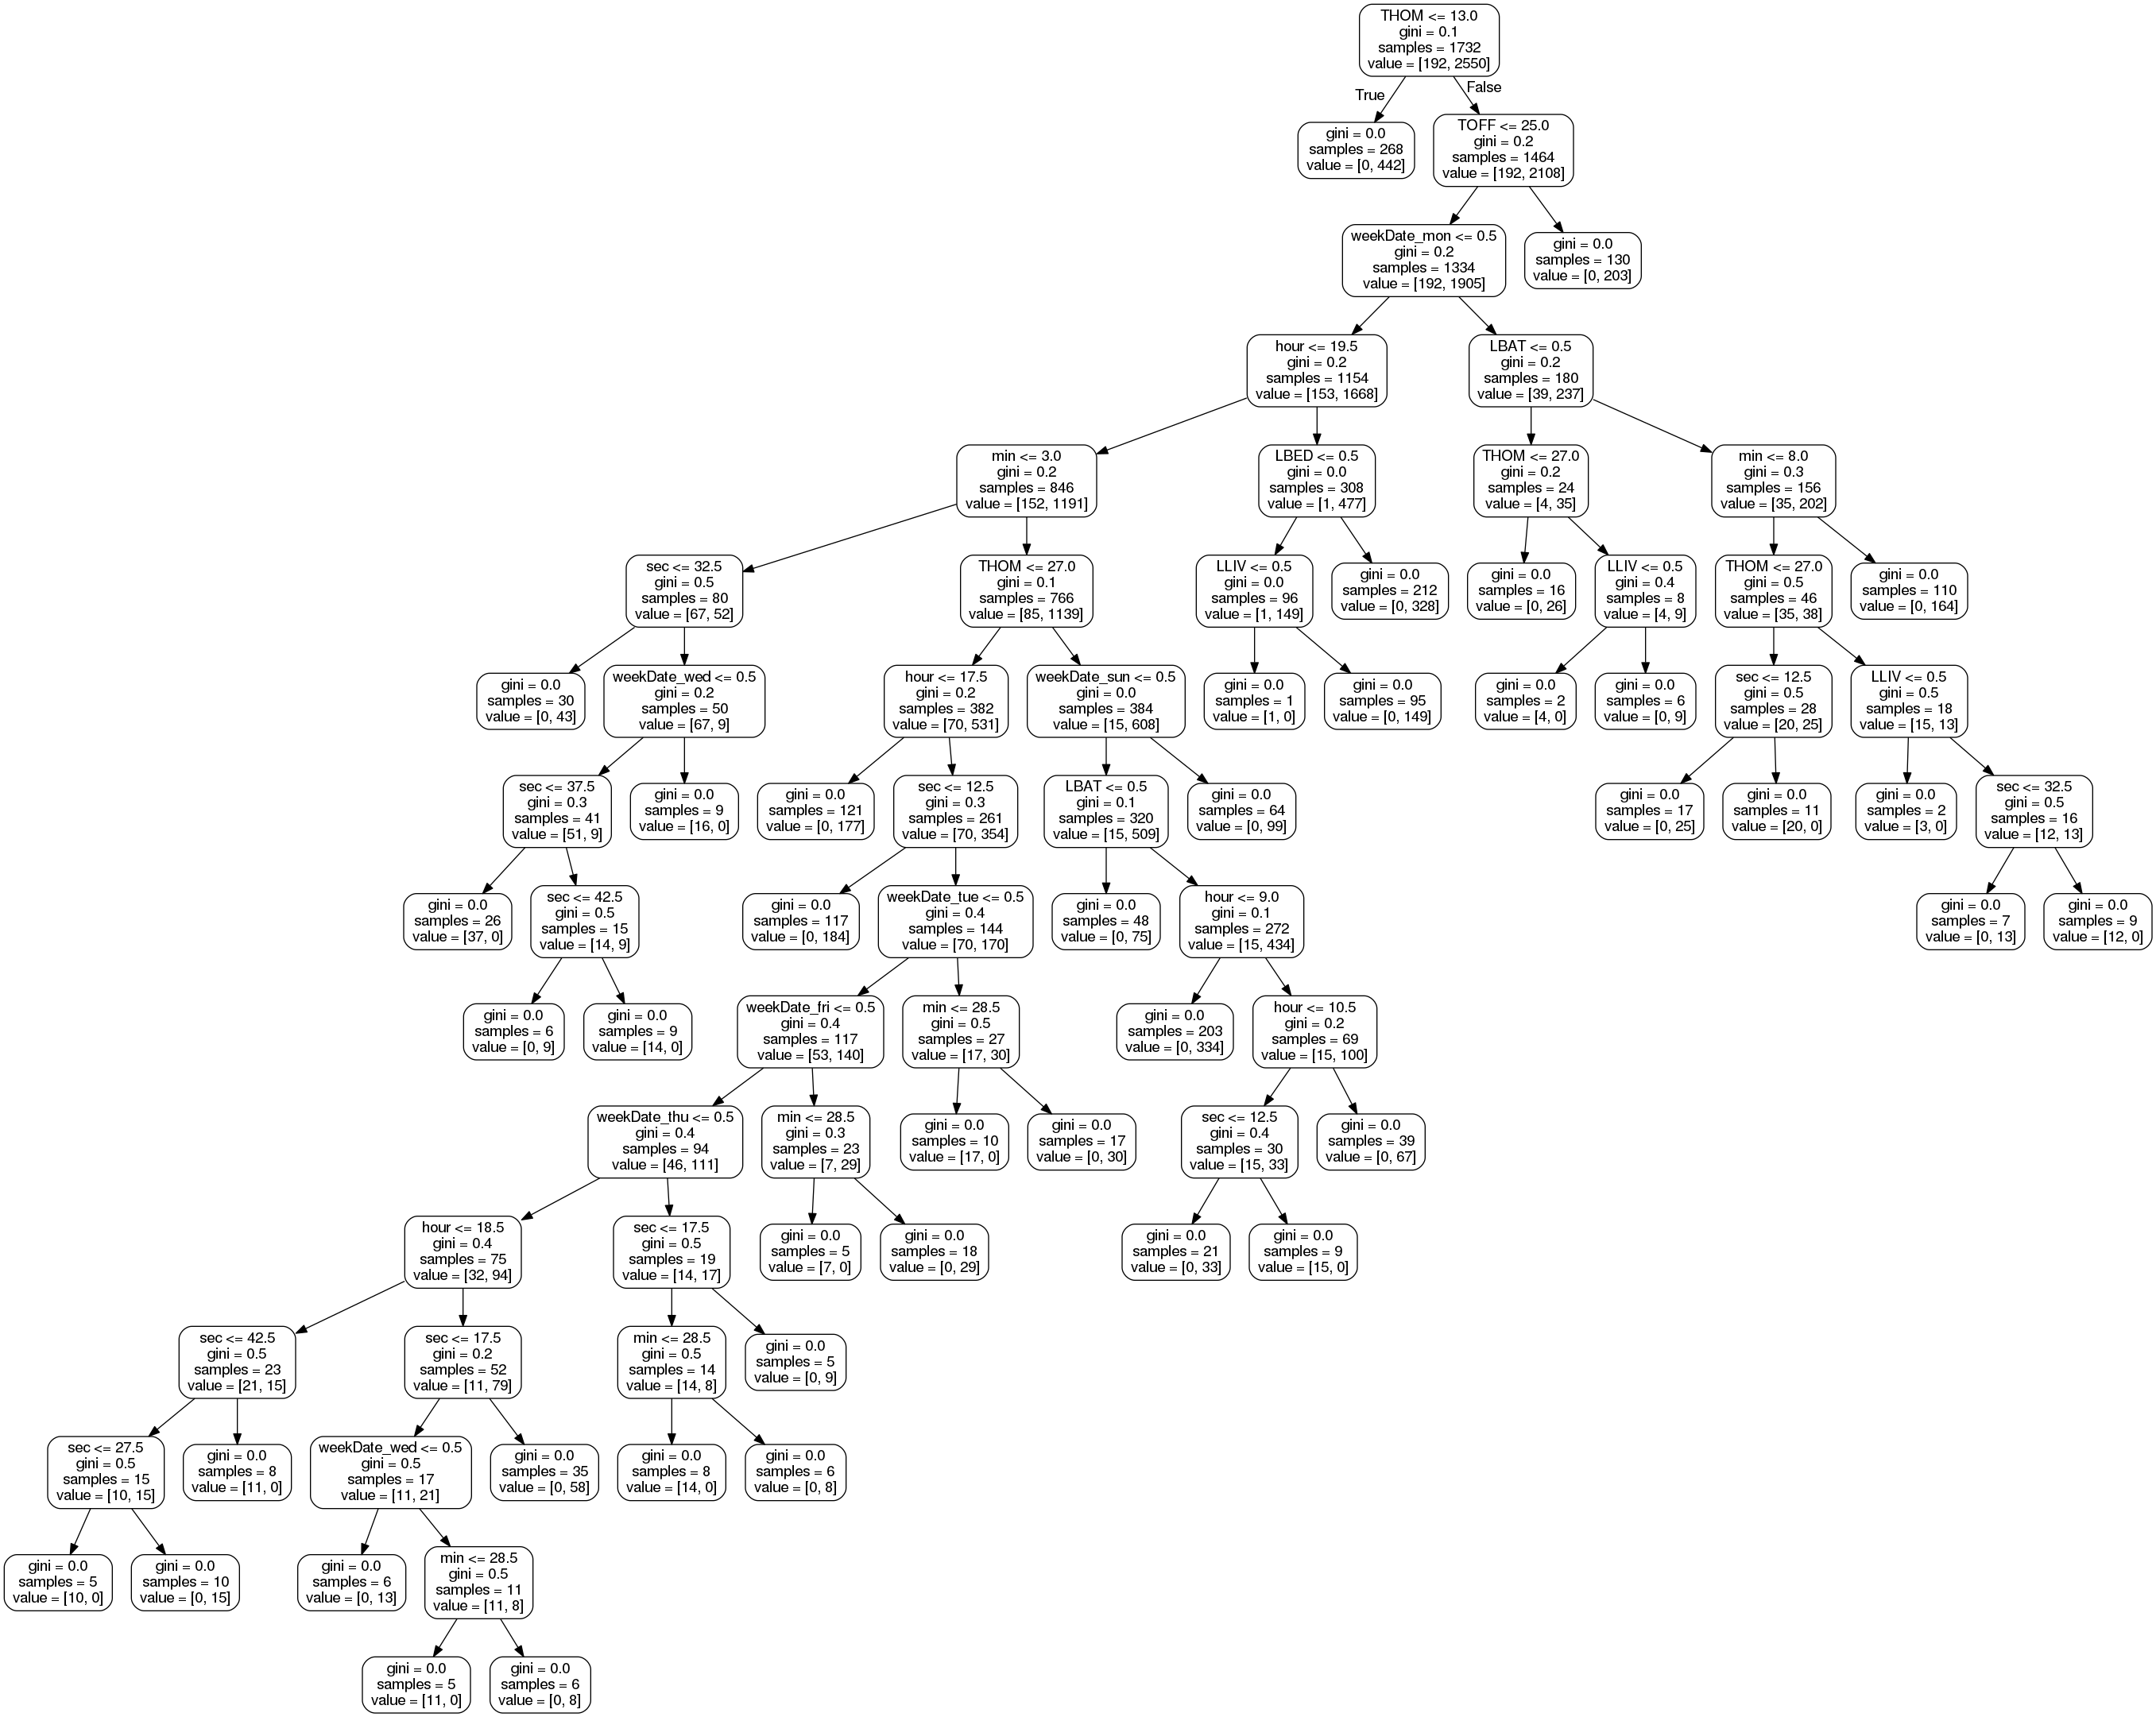 THOM <= 13.0
gini = 0.1
samples = 1732
value = [192, 2550]
True
False
gini = 0.0
samples = 268
value = [0, 442]
TOFF <= 25.0
gini = 0.2
samples = 1464
value = [192, 2108]
weekDate_mon <= 0.5
gini = 0.2
samples = 1334
value = [192, 1905]
gini = 0.0
samples = 130
value = [0, 203]
hour <= 19.5
gini = 0.2
samples = 1154
value = [153, 1668]
LBAT <= 0.5
gini = 0.2
samples = 180
value = [39, 237]
min <= 3.0
gini = 0.2
samples = 846
value = [152, 1191]
LBED <= 0.5
gini = 0.0
samples = 308
value = [1, 477]
THOM <= 27.0
gini = 0.2
samples = 24
value = [4, 35]
min <= 8.0
gini = 0.3
samples = 156
value = [35, 202]
sec <= 32.5
gini = 0.5
samples = 80
value = [67, 52]
THOM <= 27.0
gini = 0.1
samples = 766
value = [85, 1139]
LLIV <= 0.5
gini = 0.0
samples = 96
value = [1, 149]
gini = 0.0
samples = 212
value = [0, 328]
gini = 0.0
samples = 16
value = [0, 26]
LLIV <= 0.5
gini = 0.4
samples = 8
value = [4, 9]
THOM <= 27.0
gini = 0.5
samples = 46
value = [35, 38]
gini = 0.0
samples = 110
value = [0, 164]
gini = 0.0
samples = 30
value = [0, 43]
weekDate_wed <= 0.5
gini = 0.2
samples = 50
value = [67, 9]
hour <= 17.5
gini = 0.2
samples = 382
value = [70, 531]
weekDate_sun <= 0.5
gini = 0.0
samples = 384
value = [15, 608]
gini = 0.0
samples = 1
value = [1, 0]
gini = 0.0
samples = 95
value = [0, 149]
gini = 0.0
samples = 2
value = [4, 0]
gini = 0.0
samples = 6
value = [0, 9]
sec <= 12.5
gini = 0.5
samples = 28
value = [20, 25]
LLIV <= 0.5
gini = 0.5
samples = 18
value = [15, 13]
sec <= 37.5
gini = 0.3
samples = 41
value = [51, 9]
gini = 0.0
samples = 9
value = [16, 0]
gini = 0.0
samples = 121
value = [0, 177]
sec <= 12.5
gini = 0.3
samples = 261
value = [70, 354]
LBAT <= 0.5
gini = 0.1
samples = 320
value = [15, 509]
gini = 0.0
samples = 64
value = [0, 99]
gini = 0.0
samples = 17
value = [0, 25]
gini = 0.0
samples = 11
value = [20, 0]
gini = 0.0
samples = 2
value = [3, 0]
sec <= 32.5
gini = 0.5
samples = 16
value = [12, 13]
gini = 0.0
samples = 26
value = [37, 0]
sec <= 42.5
gini = 0.5
samples = 15
value = [14, 9]
gini = 0.0
samples = 117
value = [0, 184]
weekDate_tue <= 0.5
gini = 0.4
samples = 144
value = [70, 170]
gini = 0.0
samples = 48
value = [0, 75]
hour <= 9.0
gini = 0.1
samples = 272
value = [15, 434]
gini = 0.0
samples = 7
value = [0, 13]
gini = 0.0
samples = 9
value = [12, 0]
gini = 0.0
samples = 6
value = [0, 9]
gini = 0.0
samples = 9
value = [14, 0]
weekDate_fri <= 0.5
gini = 0.4
samples = 117
value = [53, 140]
min <= 28.5
gini = 0.5
samples = 27
value = [17, 30]
gini = 0.0
samples = 203
value = [0, 334]
hour <= 10.5
gini = 0.2
samples = 69
value = [15, 100]
weekDate_thu <= 0.5
gini = 0.4
samples = 94
value = [46, 111]
min <= 28.5
gini = 0.3
samples = 23
value = [7, 29]
gini = 0.0
samples = 10
value = [17, 0]
gini = 0.0
samples = 17
value = [0, 30]
sec <= 12.5
gini = 0.4
samples = 30
value = [15, 33]
gini = 0.0
samples = 39
value = [0, 67]
hour <= 18.5
gini = 0.4
samples = 75
value = [32, 94]
sec <= 17.5
gini = 0.5
samples = 19
value = [14, 17]
gini = 0.0
samples = 5
value = [7, 0]
gini = 0.0
samples = 18
value = [0, 29]
gini = 0.0
samples = 21
value = [0, 33]
gini = 0.0
samples = 9
value = [15, 0]
sec <= 42.5
gini = 0.5
samples = 23
value = [21, 15]
sec <= 17.5
gini = 0.2
samples = 52
value = [11, 79]
min <= 28.5
gini = 0.5
samples = 14
value = [14, 8]
gini = 0.0
samples = 5
value = [0, 9]
sec <= 27.5
gini = 0.5
samples = 15
value = [10, 15]
gini = 0.0
samples = 8
value = [11, 0]
weekDate_wed <= 0.5
gini = 0.5
samples = 17
value = [11, 21]
gini = 0.0
samples = 35
value = [0, 58]
gini = 0.0
samples = 8
value = [14, 0]
gini = 0.0
samples = 6
value = [0, 8]
gini = 0.0
samples = 5
value = [10, 0]
gini = 0.0
samples = 10
value = [0, 15]
gini = 0.0
samples = 6
value = [0, 13]
min <= 28.5
gini = 0.5
samples = 11
value = [11, 8]
gini = 0.0
samples = 5
value = [11, 0]
gini = 0.0
samples = 6
value = [0, 8]